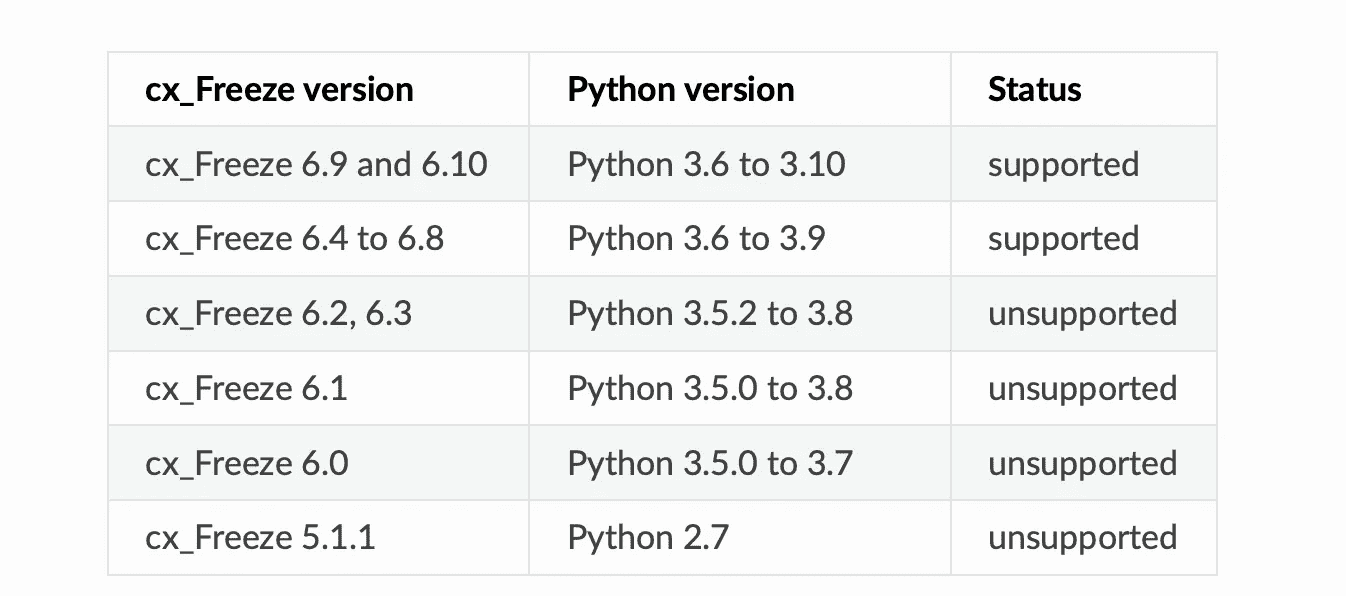 cx_Freeze version Python version Status
cx_Freeze 6.9 and 6.10 Python 3.6 to 3.10 supported
cx_Freeze 6.4 to 6.8 Python 3.6 to 3.9 supported
cx_Freeze 6.2, 6.3 Python 3.5.2 to 3.8 unsupported
cx_Freeze 6.1 Python 3.5.0 to 3.8 unsupported
cx_Freeze 6.0 Python 3.5.0 to 3.7 unsupported
cx_Freeze 5.1.1 Python 2.7 unsupported